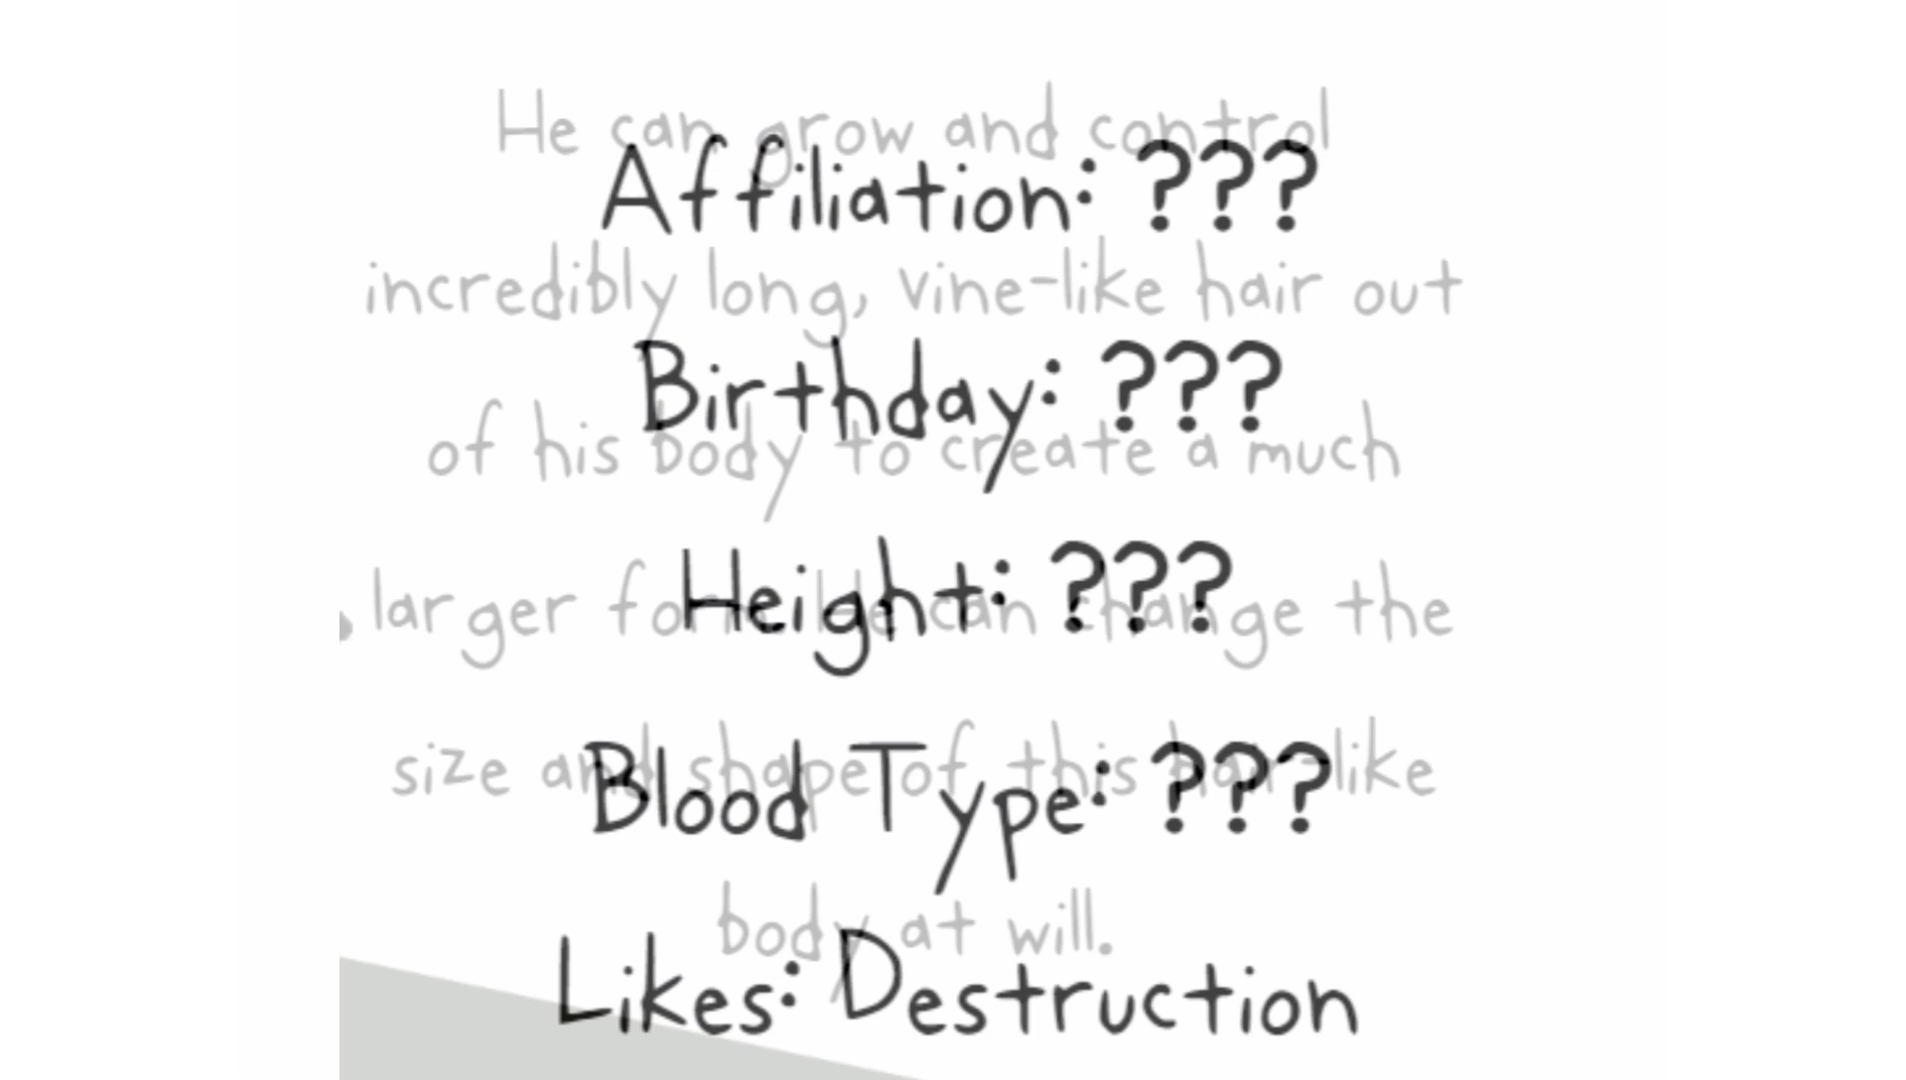 He can grow and control
Affiliation: ???
incredibly long, vine-like hair out
Birthday: ???
of his body to create a much
larger form. He can change the
Height: ???
size and shape of this hair-like
Blood Type: ???
body at will.
Likes: Destruction